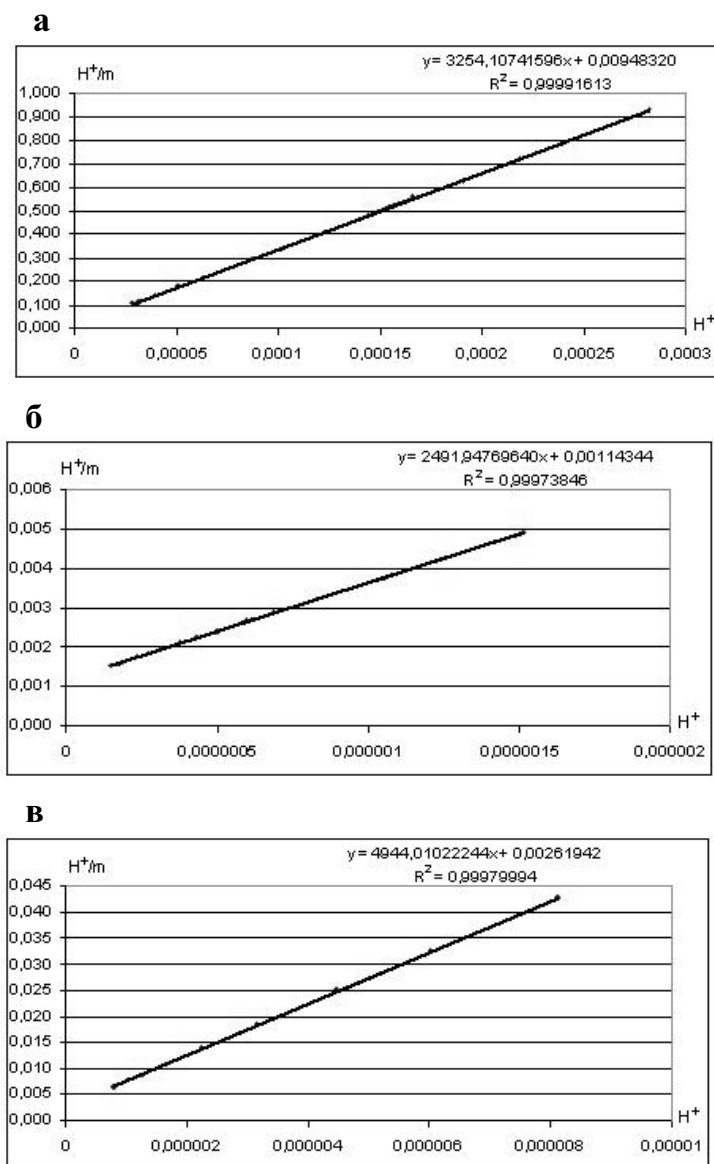 а
y= 3254,10741596x + 0,00948320
R² = 0,99991613
H⁺/m
1,000
0,900
0,800
0,700
0,600
0,500
0,400
0,300
0,200
0,100
0,000
H⁺
0 0,00005 0,0001 0,00015 0,0002 0,00025 0,0003
б
y= 2491,94769640x + 0,00114344
R² = 0,99973846
H⁺/m
0,006
0,005
0,004
0,003
0,002
0,001
0,000
H⁺
0 0,0000005 0,000001 0,0000015 0,000002
в
y = 4944,01022244x + 0,00261942
R² = 0,99979994
H⁺/m
0,045
0,040
0,035
0,030
0,025
0,020
0,015
0,010
0,005
0,000
H⁺
0 0,000002 0,000004 0,000006 0,000008 0,00001